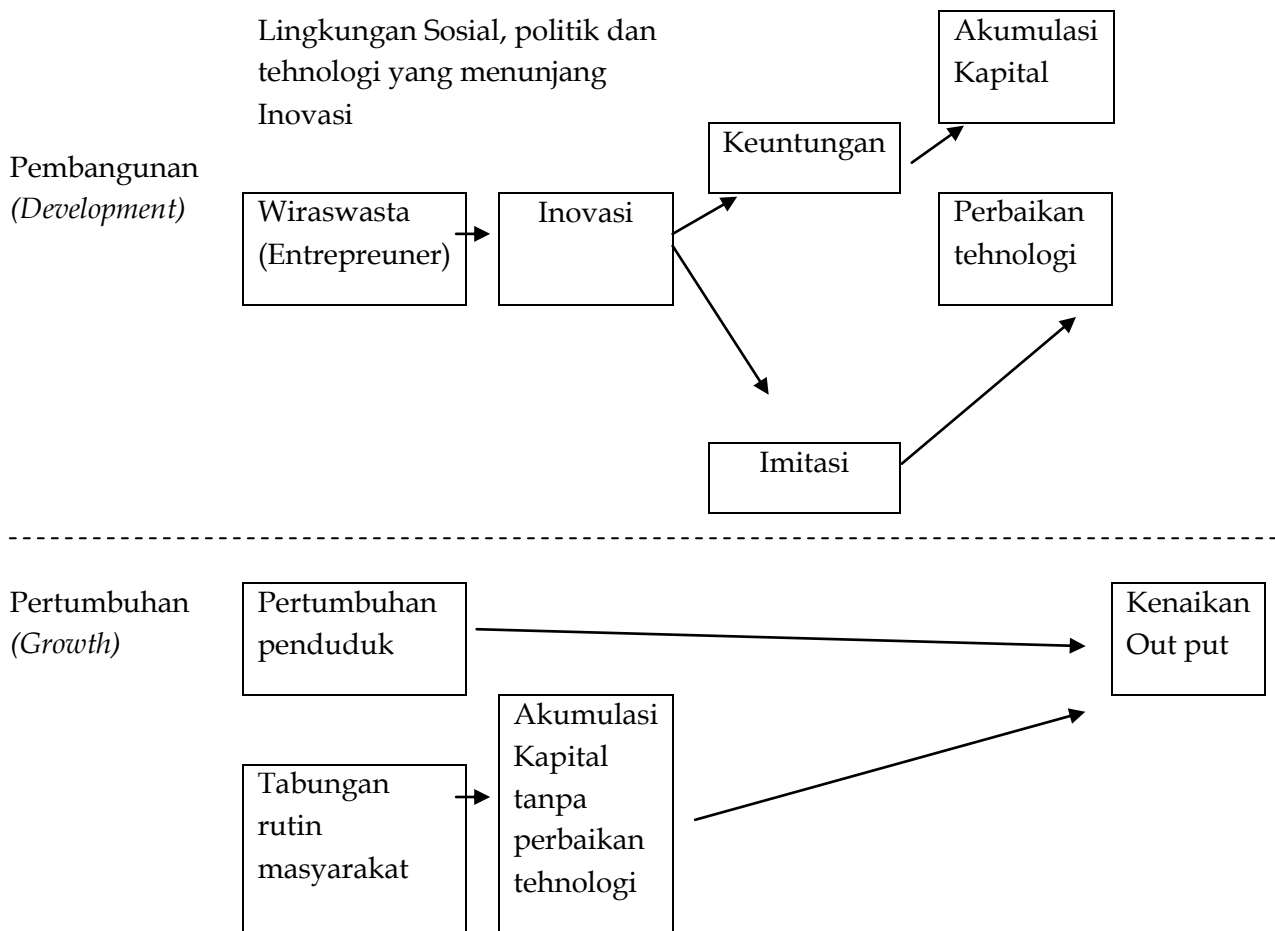 Lingkungan Sosial, politik dan
tehnologi yang menunjang
Inovasi
Akumulasi
Kapital
Keuntungan
Pembangunan
(Development)
Wiraswasta
(Entrepreuner)
Inovasi
Perbaikan
tehnologi
Imitasi
Pertumbuhan
(Growth)
Pertumbuhan
penduduk
Kenaikan
Out put
Tabungan
rutin
masyarakat
Akumulasi
Kapital
tanpa
perbaikan
tehnologi